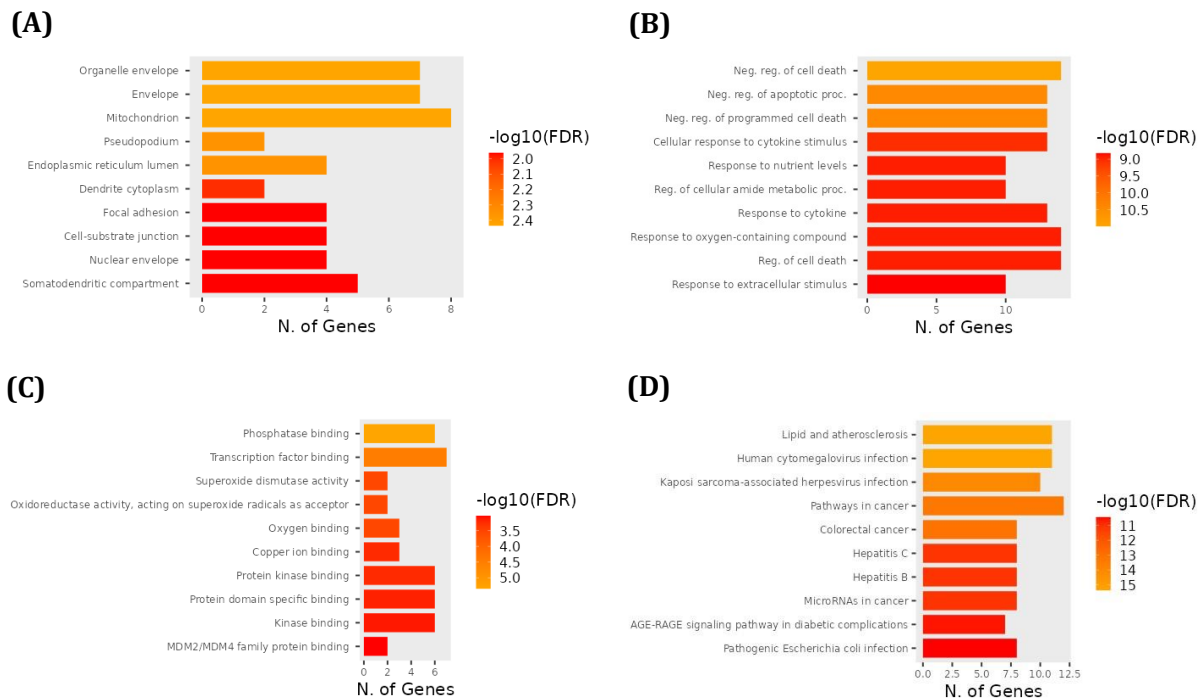 (A)
Organelle envelope
Envelope
Mitochondrion
Pseudopodium
Endoplasmic reticulum lumen
Dendrite cytoplasm
Focal adhesion
Cell-substrate junction
Nuclear envelope
Somatodendritic compartment
0 2 4 6 8
N. of Genes
-log10(FDR)
2.0
2.1
2.2
2.3
2.4
(B)
Neg. reg. of cell death
Neg. reg. of apoptotic proc.
Neg. reg. of programmed cell death
Cellular response to cytokine stimulus
Response to nutrient levels
Reg. of cellular amide metabolic proc.
Response to cytokine
Response to oxygen-containing compound
Reg. of cell death
Response to extracellular stimulus
0 5 10
N. of Genes
-log10(FDR)
9.0
9.5
10.0
10.5
(C)
Phosphatase binding
Transcription factor binding
Superoxide dismutase activity
Oxidoreductase activity, acting on superoxide radicals as acceptor
Oxygen binding
Copper ion binding
Protein kinase binding
Protein domain specific binding
Kinase binding
MDM2/MDM4 family protein binding
0 2 4 6
N. of Genes
-log10(FDR)
3.5
4.0
4.5
5.0
(D)
Lipid and atherosclerosis
Human cytomegalovirus infection
Kaposi sarcoma-associated herpesvirus infection
Pathways in cancer
Colorectal cancer
Hepatitis C
Hepatitis B
MicroRNAs in cancer
AGE-RAGE signaling pathway in diabetic complications
Pathogenic Escherichia coli infection
0.0 2.5 5.0 7.5 10.0 12.5
N. of Genes
-log10(FDR)
11
12
13
14
15